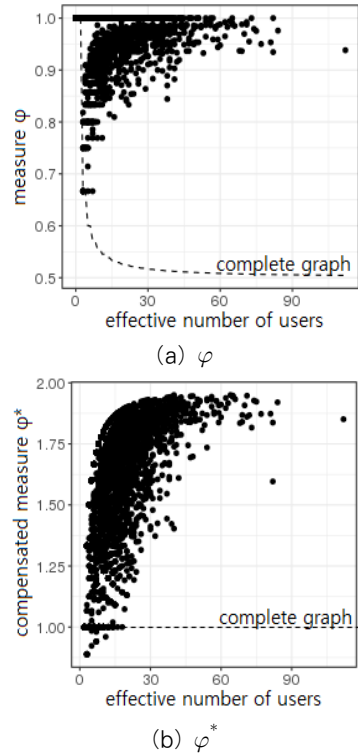 1.0
0.9
0.8
0.7
0.6
0.5
measure φ
complete graph
0 30 60 90
effective number of users
(a) φ
2.00
1.75
1.50
1.25
1.00
compensated measure φ*
complete graph
0 30 60 90
effective number of users
(b) φ*